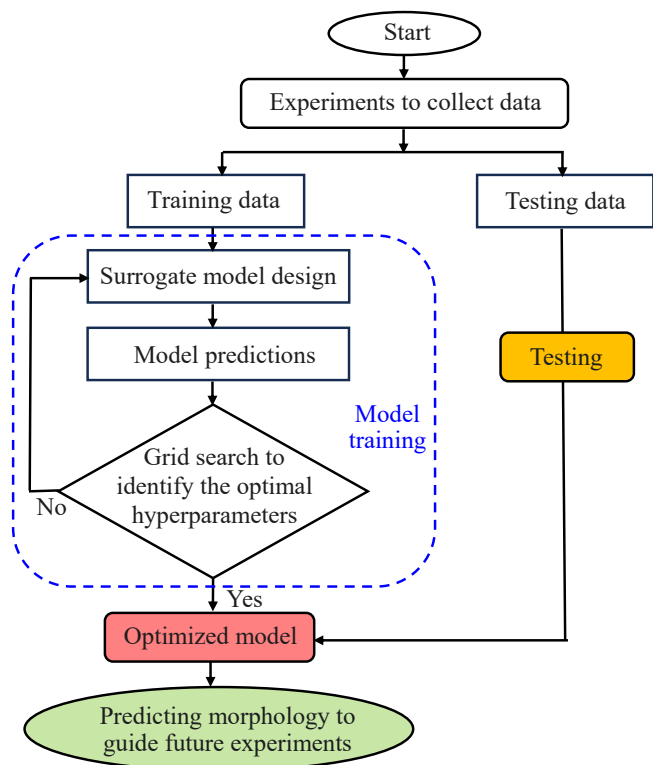 Start
Experiments to collect data
Training data
Testing data
Surrogate model design
Model predictions
Testing
Model
training
Grid search to
identify the optimal
hyperparameters
No
Yes
Optimized model
Predicting morphology to
guide future experiments